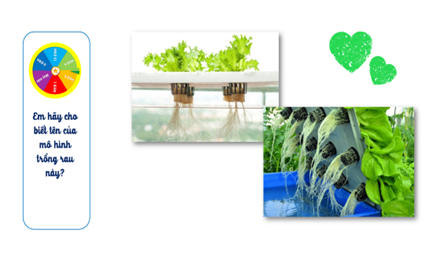 Em hãy cho
biết tên của
mô hình
trồng rau
này?